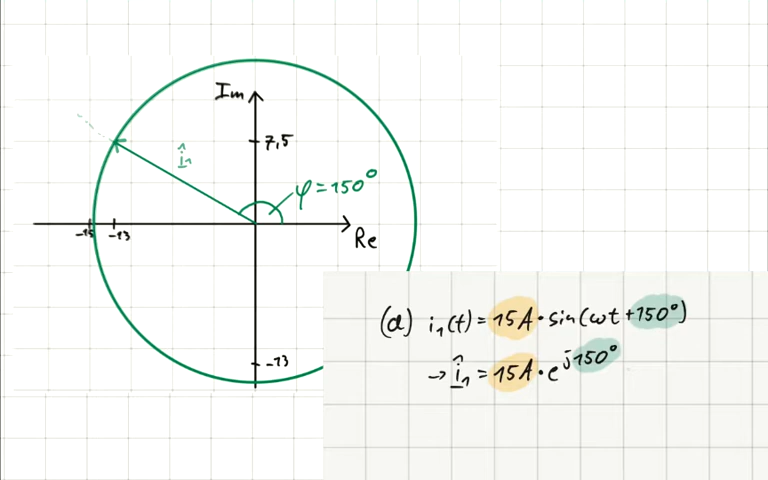 Im
7,5
î₁
φ = 150°
-15
-13
Re
-13
(a) i₁(t) = 15A · sin(ωt + 150°)
→ î₁ = 15A · e^j150°